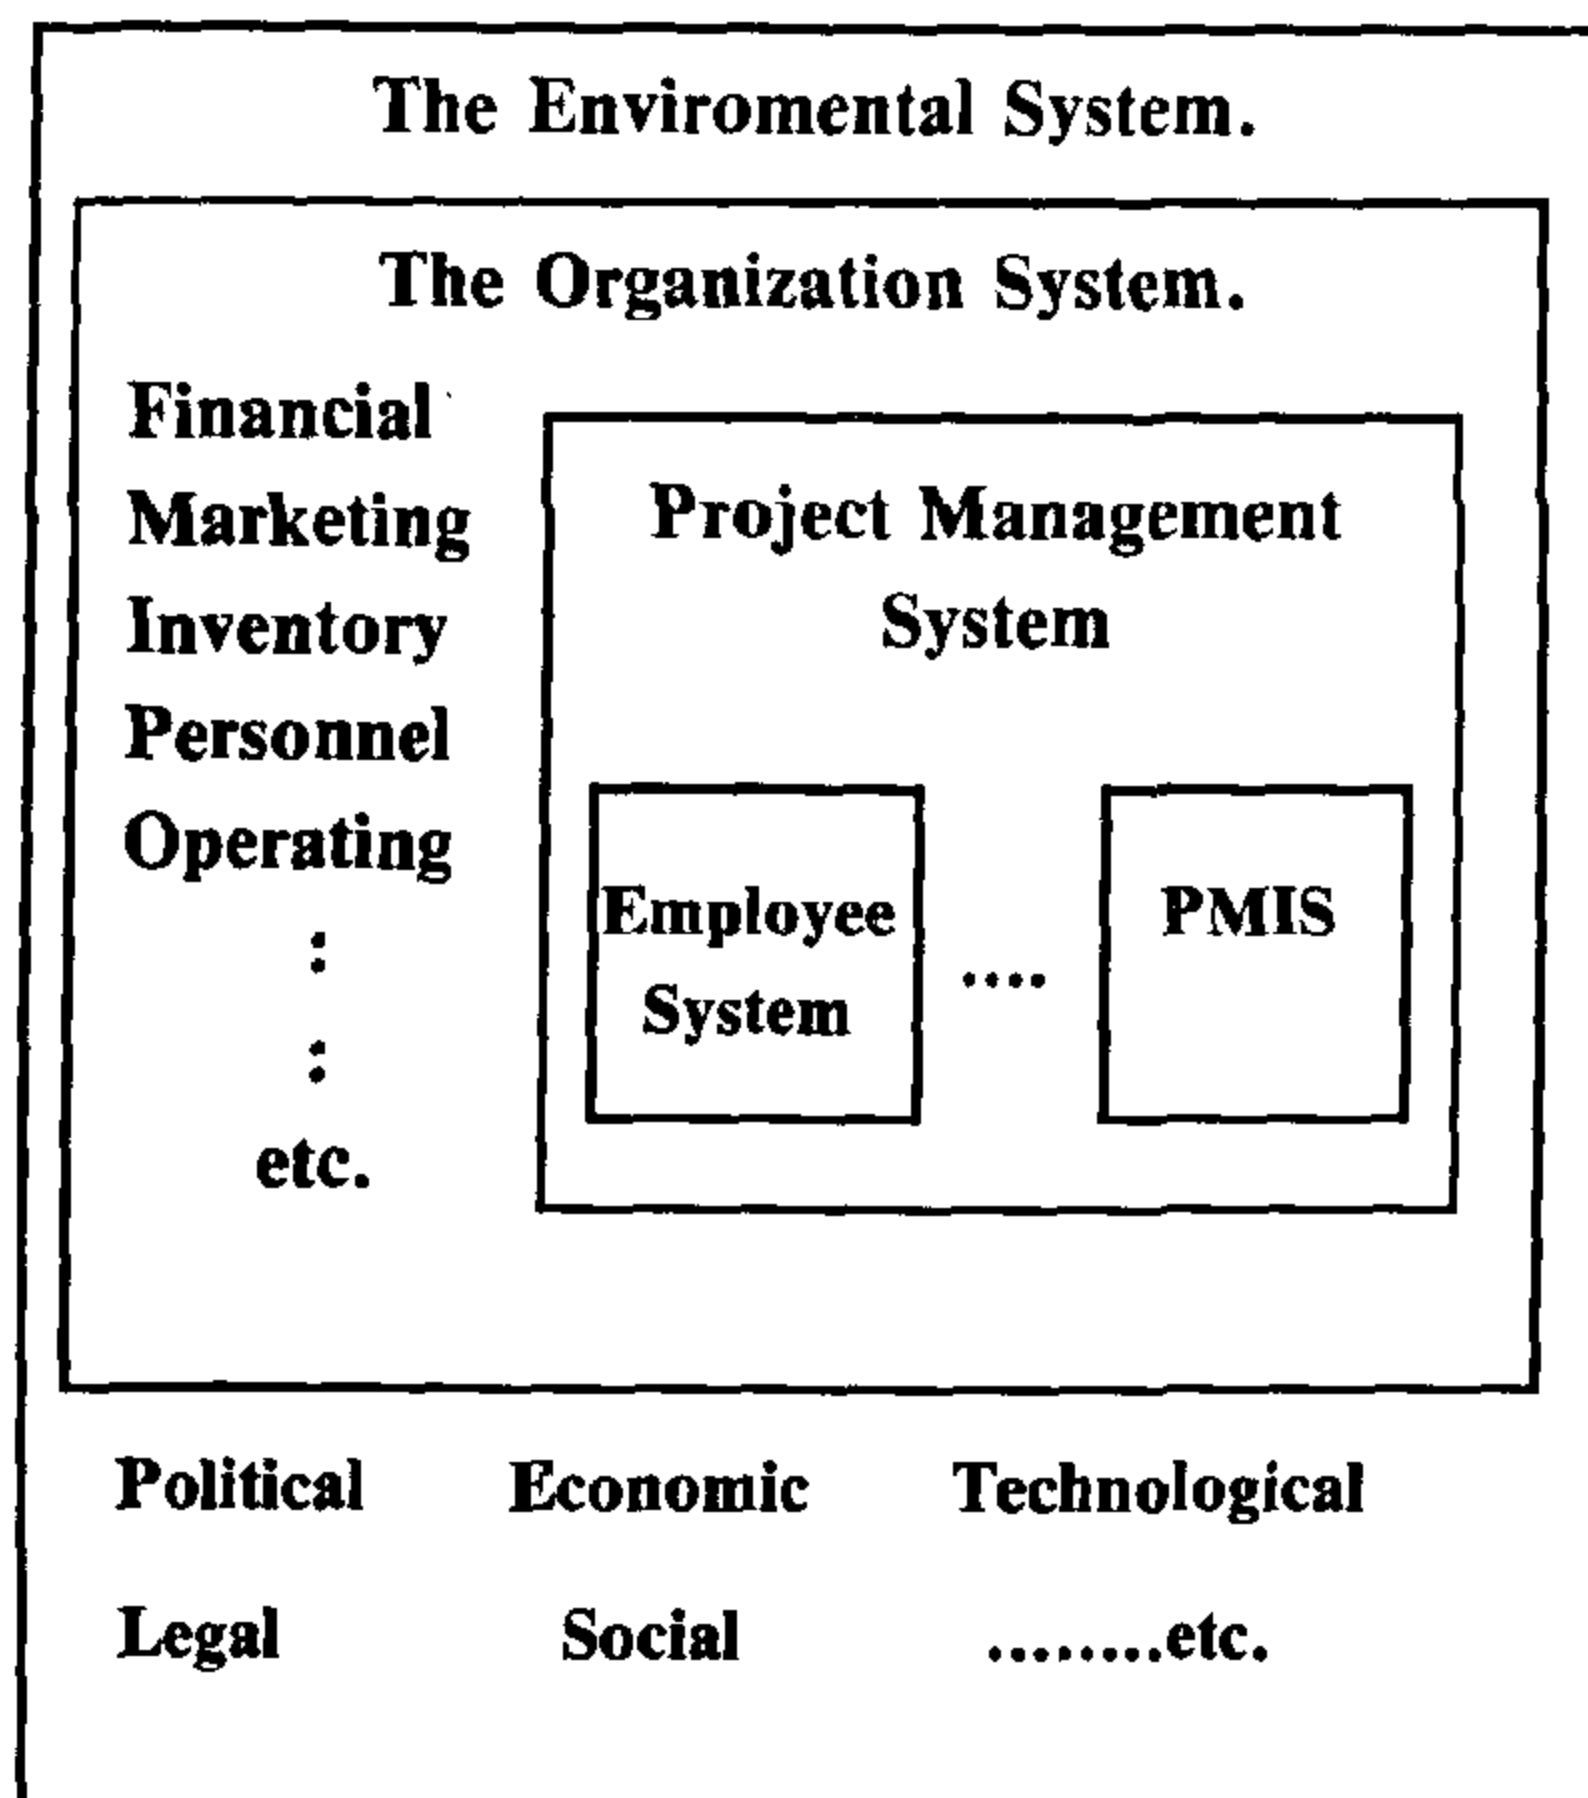 The Enviromental System.
The Organization System.
Financial
Marketing
Inventory
Personnel
Operating
:
:
etc.
Project Management
System
Employee
System
....
PMIS
Political Economic Technological
Legal Social ........etc.